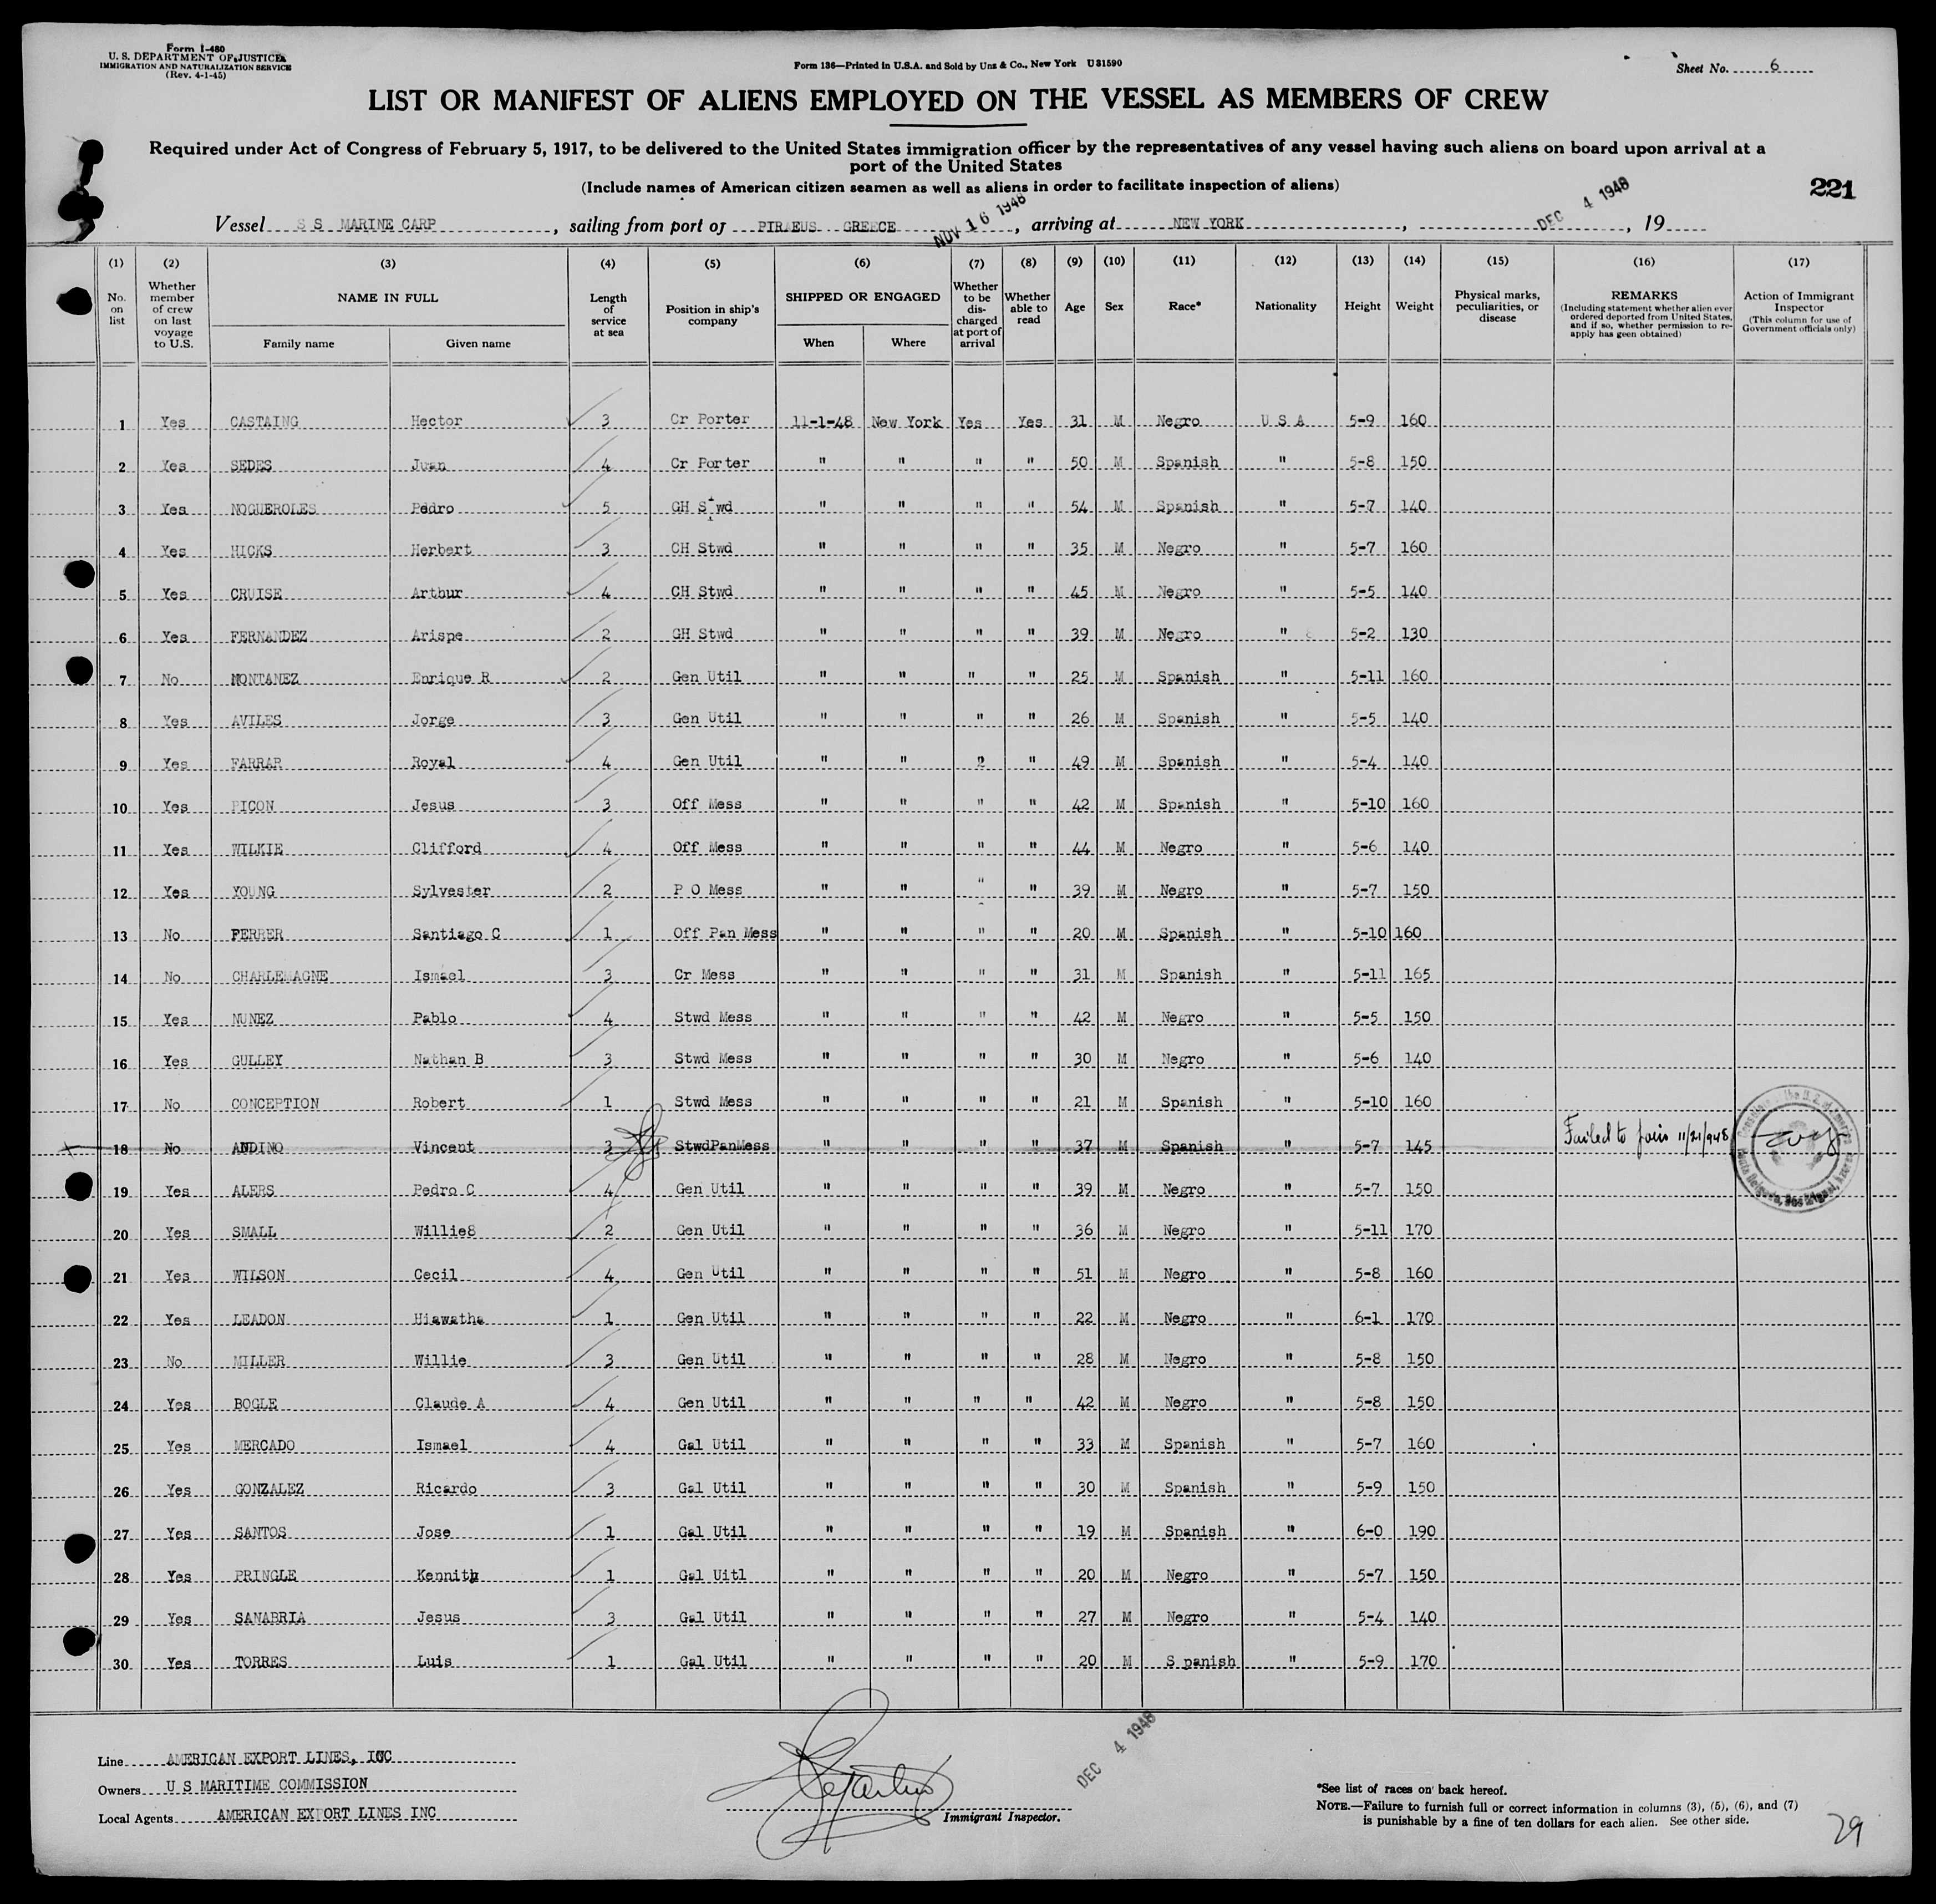 Form I-480
U. S. DEPARTMENT OF JUSTICE
IMMIGRATION AND NATURALIZATION SERVICE
(Rev. 4-1-45)
Form 136—Printed in U.S.A. and Sold by Unz & Co., New York U 31590
Sheet No. 6
LIST OR MANIFEST OF ALIENS EMPLOYED ON THE VESSEL AS MEMBERS OF CREW
Required under Act of Congress of February 5, 1917, to be delivered to the United States immigration officer by the representatives of any vessel having such aliens on board upon arrival at a
port of the United States
(Include names of American citizen seamen as well as aliens in order to facilitate inspection of aliens)
221
Vessel S S MARINE CARP, sailing from port of PIRAEUS GREECE NOV 16 1948, arriving at NEW YORK, DEC 4 1948, 19
(1) (2) (3) (4) (5) (6) (7) (8) (9) (10) (11) (12) (13) (14) (15) (16) (17)
No. on list
Whether member of crew on last voyage to U.S.
NAME IN FULL
Family name
Given name
Length of service at sea
Position in ship's company
SHIPPED OR ENGAGED
When
Where
Whether to be discharged at port of arrival
Whether able to read
Age
Sex
Race*
Nationality
Height
Weight
Physical marks, peculiarities, or disease
REMARKS
(Including statement whether alien ever ordered deported from United States, and if so, whether permission to reapply has geen obtained)
Action of Immigrant Inspector
(This column for use of Government officials only)
1 Yes CASTAING Hector 3 Cr Porter 11-1-48 New York Yes Yes 31 M Negro U S A 5-9 160
2 Yes SEDES Juan 4 Cr Porter " " " " 50 M Spanish " 5-8 150
3 Yes NOGUEROLES Pedro 5 GH Stwd " " " " 54 M Spanish " 5-7 140
4 Yes HICKS Herbert 3 CH Stwd " " " " 35 M Negro " 5-7 160
5 Yes CRUISE Arthur 4 CH Stwd " " " " 45 M Negro " 5-5 140
6 Yes FERNANDEZ Arispe 2 GH Stwd " " " " 39 M Negro " 5-2 130
7 No MONTANEZ Enrique R 2 Gen Util " " " " 25 M Spanish " 5-11 160
8 Yes AVILES Jorge 3 Gen Util " " " " 26 M Spanish " 5-5 140
9 Yes FARRAR Royal 4 Gen Util " " 2 " 49 M Spanish " 5-4 140
10 Yes PICON Jesus 3 Off Mess " " " " 42 M Spanish " 5-10 160
11 Yes WILKIE Clifford 4 Off Mess " " " " 44 M Negro " 5-6 140
12 Yes YOUNG Sylvester 2 P O Mess " " " " 39 M Negro " 5-7 150
13 No FERRER Santiago C 1 Off Pan Mess " " " " 20 M Spanish " 5-10 160
14 No CHARLEMAGNE Ismael 3 Cr Mess " " " " 31 M Spanish " 5-11 165
15 Yes NUNEZ Pablo 4 Stwd Mess " " " " 42 M Negro " 5-5 150
16 Yes GULLEY Nathan B 3 Stwd Mess " " " " 30 M Negro " 5-6 140
17 No CONCEPTION Robert 1 Stwd Mess " " " " 21 M Spanish " 5-10 160
18 No ANDINO Vincent 3 StwdPanMess " " " " 37 M Spanish " 5-7 145 Failed to join 11/21/948
19 Yes ALERS Pedro C 4 Gen Util " " " " 39 M Negro " 5-7 150
20 Yes SMALL Willie8 2 Gen Util " " " " 36 M Negro " 5-11 170
21 Yes WILSON Cecil 4 Gen Util " " " " 51 M Negro " 5-8 160
22 Yes LEADON Hiawatha 1 Gen Util " " " " 22 M Negro " 6-1 170
23 No MILLER Willie 3 Gen Util " " " " 28 M Negro " 5-8 150
24 Yes BOGLE Claude A 4 Gen Util " " " " 42 M Negro " 5-8 150
25 Yes MERCADO Ismael 4 Gal Util " " " " 33 M Spanish " 5-7 160
26 Yes GONZALEZ Ricardo 3 Gal Util " " " " 30 M Spanish " 5-9 150
27 Yes SANTOS Jose 1 Gal Util " " " " 19 M Spanish " 6-0 190
28 Yes PRINGLE Kennith 1 Gal Uitl " " " " 20 M Negro " 5-7 150
29 Yes SANABRIA Jesus 3 Gal Util " " " " 27 M Negro " 5-4 140
30 Yes TORRES Luis 1 Gal Util " " " " 20 M S panish " 5-9 170
Line AMERICAN EXPORT LINES, INC
Owners U S MARITIME COMMISSION
Local Agents AMERICAN EXPORT LINES INC
Immigrant Inspector.
DEC 4 1948
*See list of races on back hereof.
NOTE.—Failure to furnish full or correct information in columns (3), (5), (6), and (7)
is punishable by a fine of ten dollars for each alien. See other side.
29